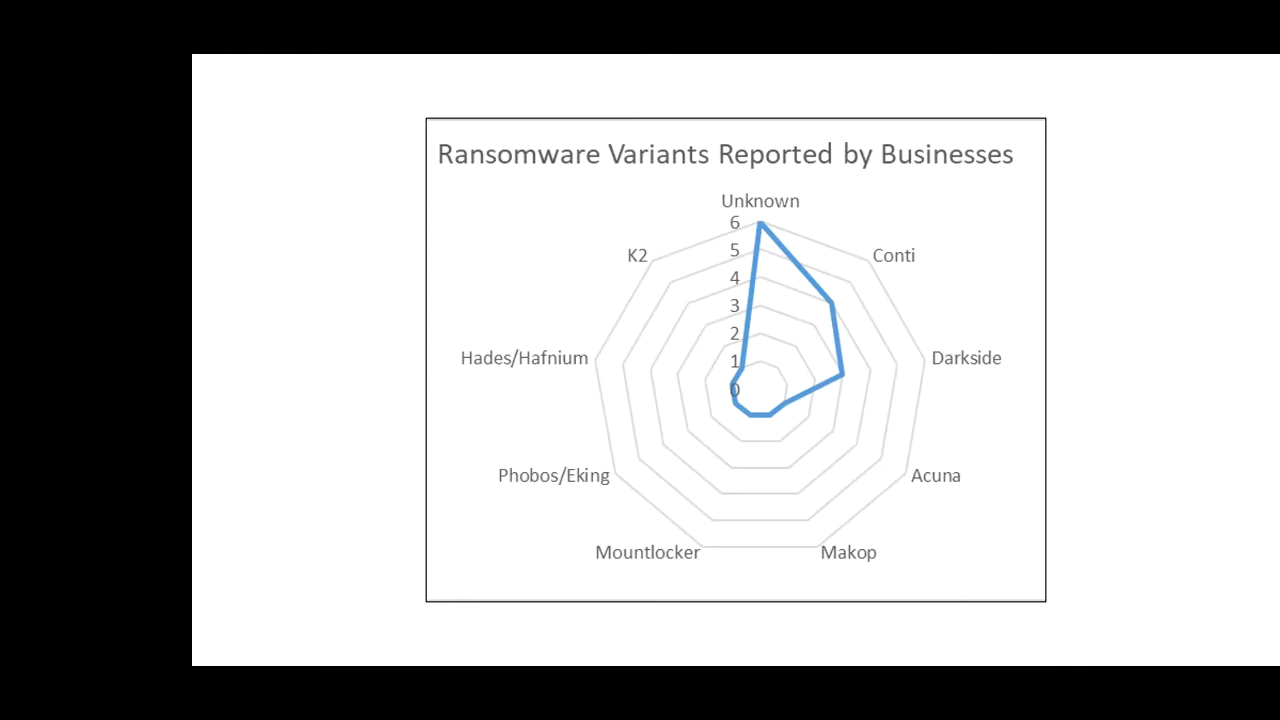 Ransomware Variants Reported by Businesses
Unknown
6
K2
5
Conti
4
3
2
Hades/Hafnium
1
Darkside
0
Phobos/Eking
Acuna
Mountlocker
Makop